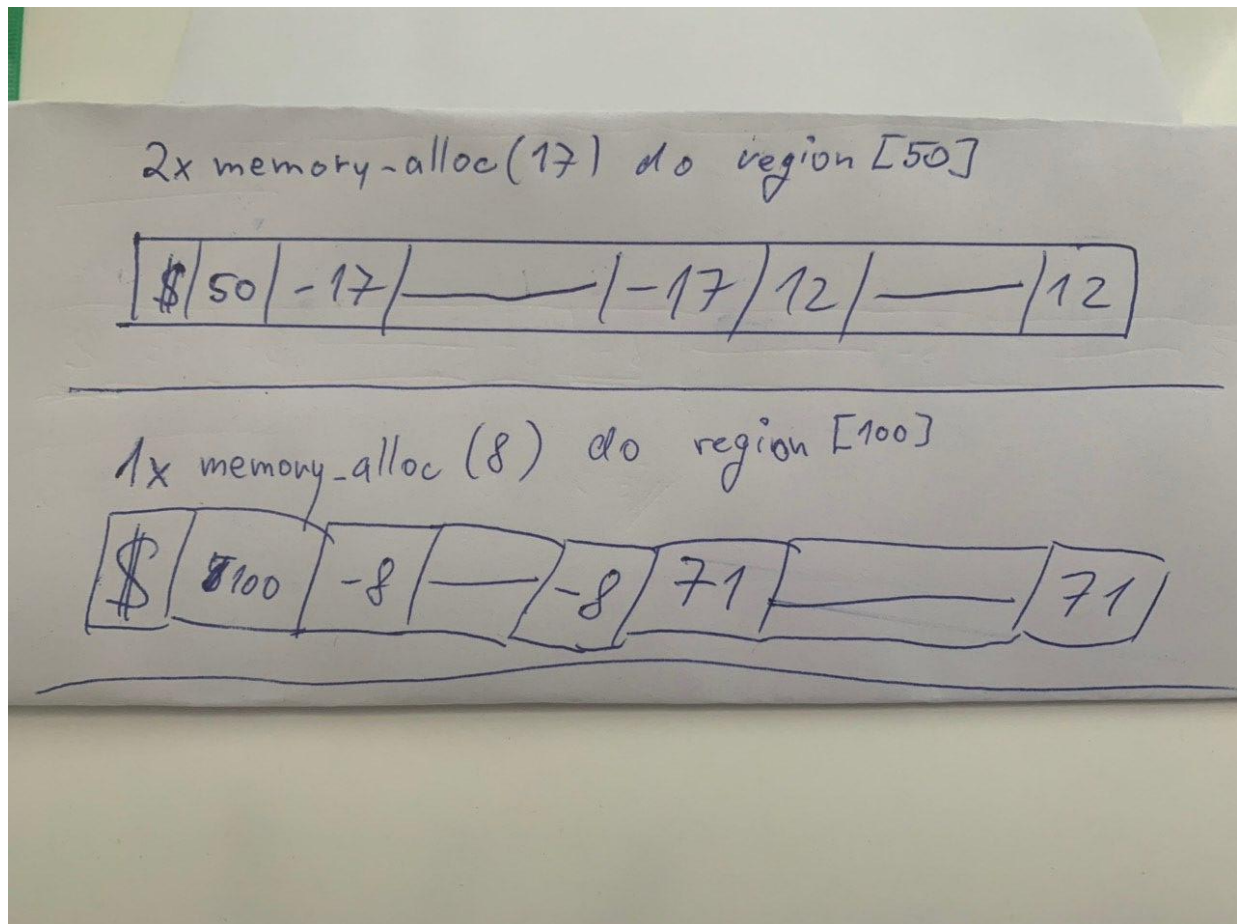 2x memory-alloc(17) do region [50]
$ 50 -17 -17 12 12
1x memory_alloc (8) do region [100]
$ 100 -8 -8 71 71